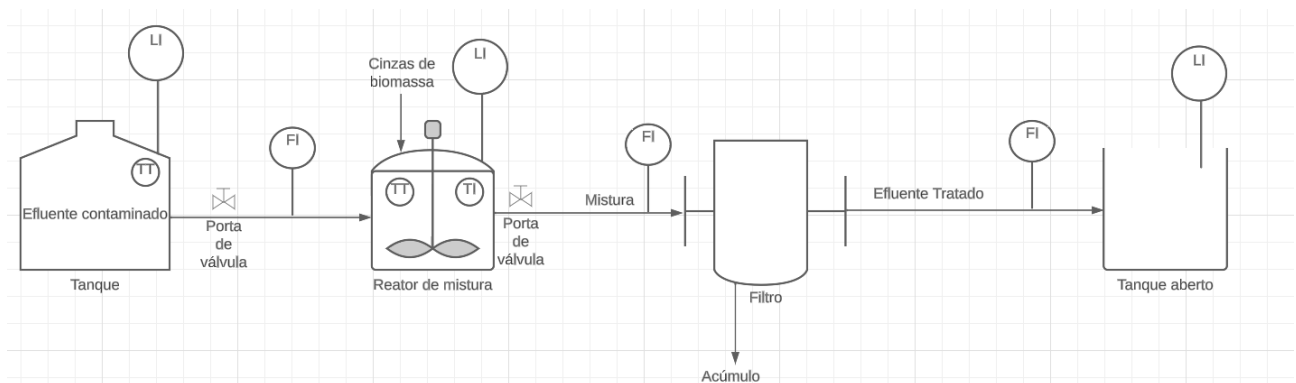 LI
Cinzas de
biomassa
LI
LI
FI
FI
FI
TT
TT
TI
Efluente contaminado
Porta
de
válvula
Mistura
Porta
de
válvula
Efluente Tratado
Tanque
Reator de mistura
Filtro
Tanque aberto
Acúmulo